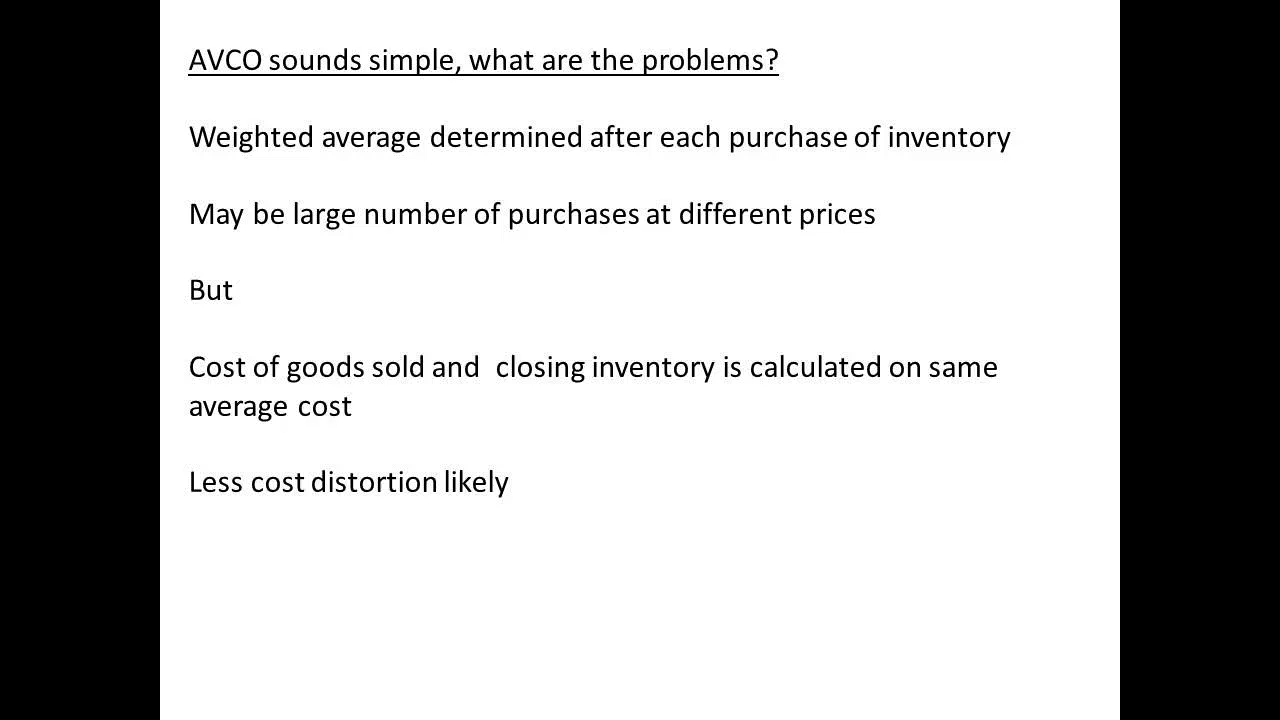 AVCO sounds simple, what are the problems?
Weighted average determined after each purchase of inventory
May be large number of purchases at different prices
But
Cost of goods sold and  closing inventory is calculated on same
average cost
Less cost distortion likely